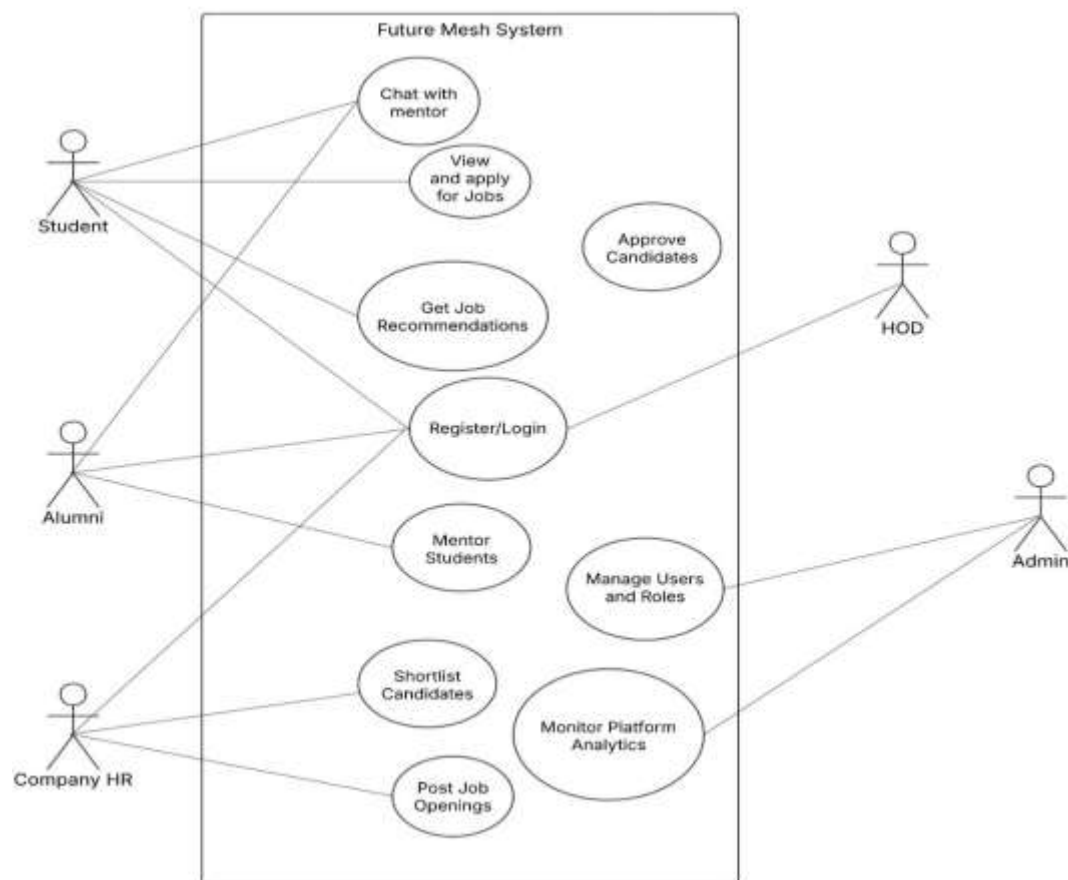 Future Mesh System
Chat with
mentor
View
and apply
for Jobs
Student
Approve
Candidates
HOD
Get Job
Recommendations
Register/Login
Alumni
Mentor
Students
Manage Users
and Roles
Admin
Shortlist
Candidates
Monitor Platform
Analytics
Company HR
Post Job
Openings